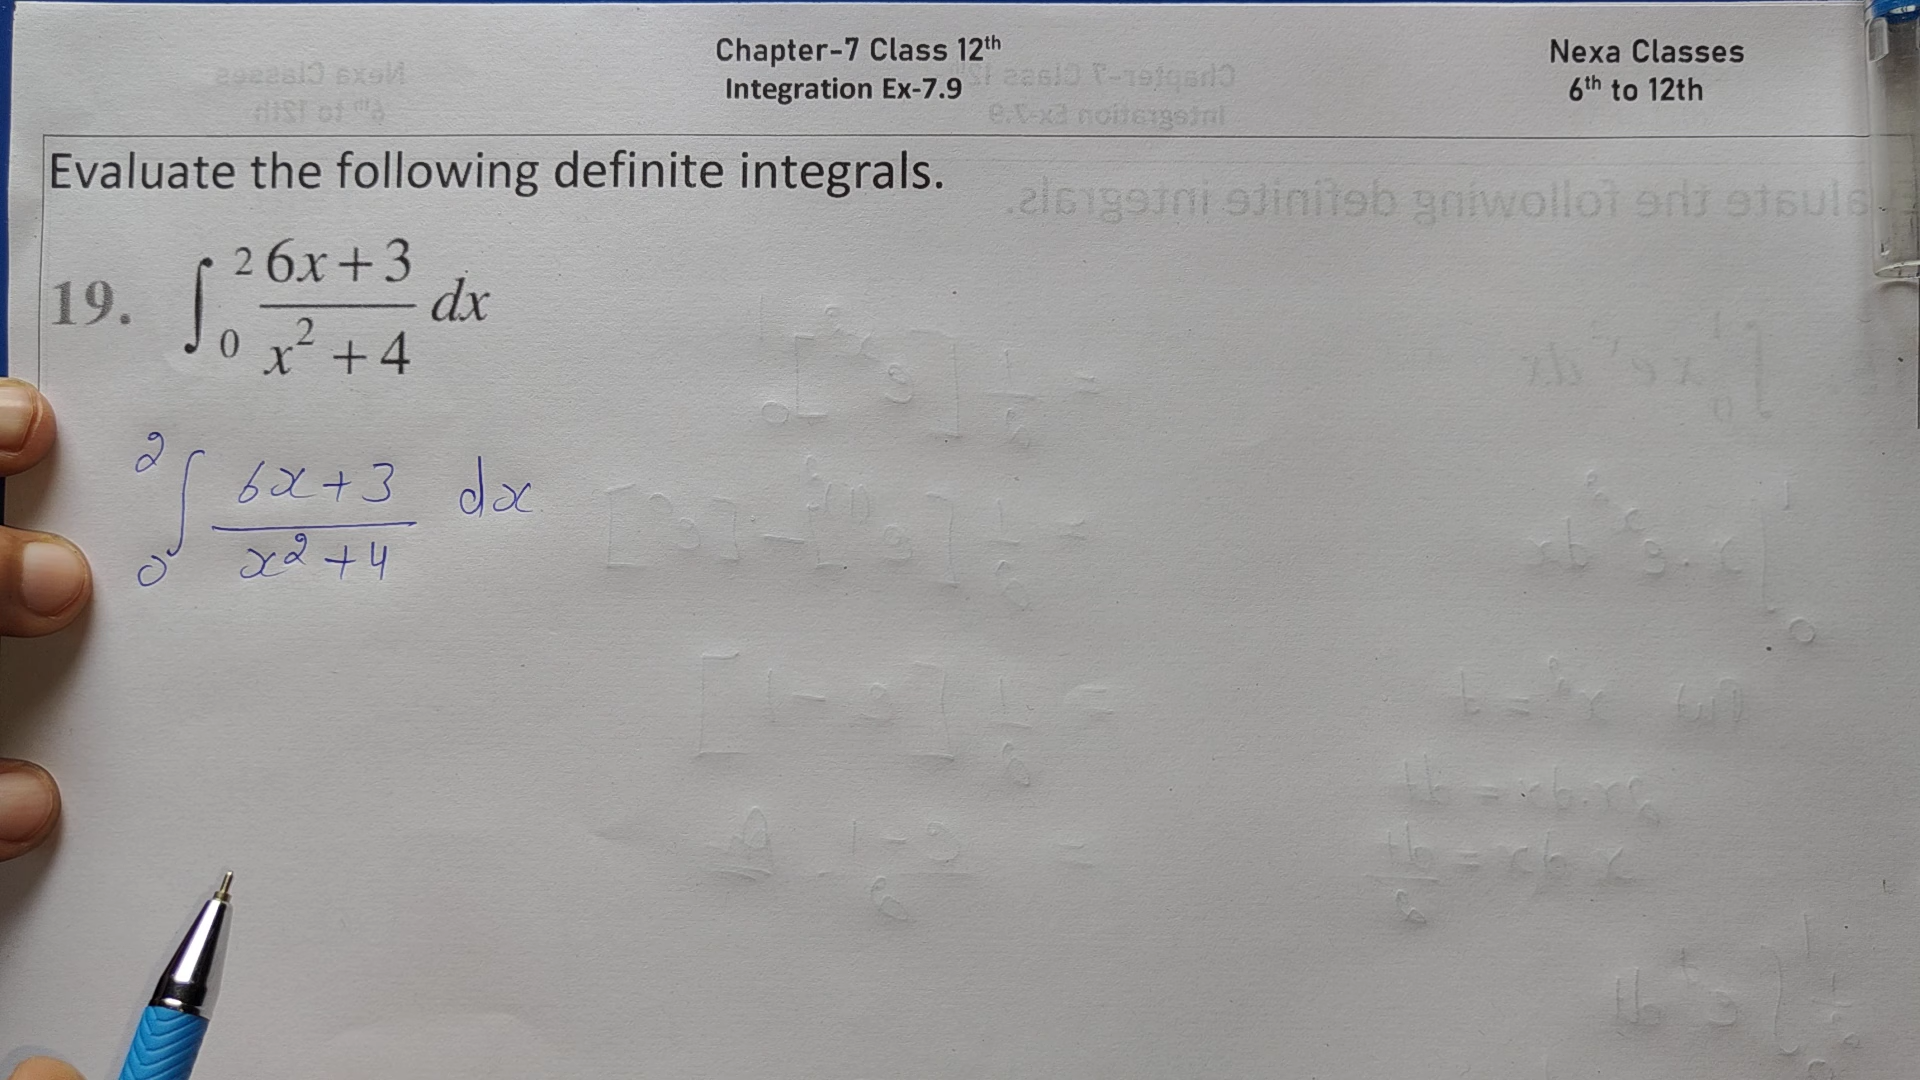 Chapter-7 Class 12th
Integration Ex-7.9
Nexa Classes
6th to 12th
Evaluate the following definite integrals.
19. ∫₀² (6x+3)/(x²+4) dx
∫₀² (6x+3)/(x²+4) dx